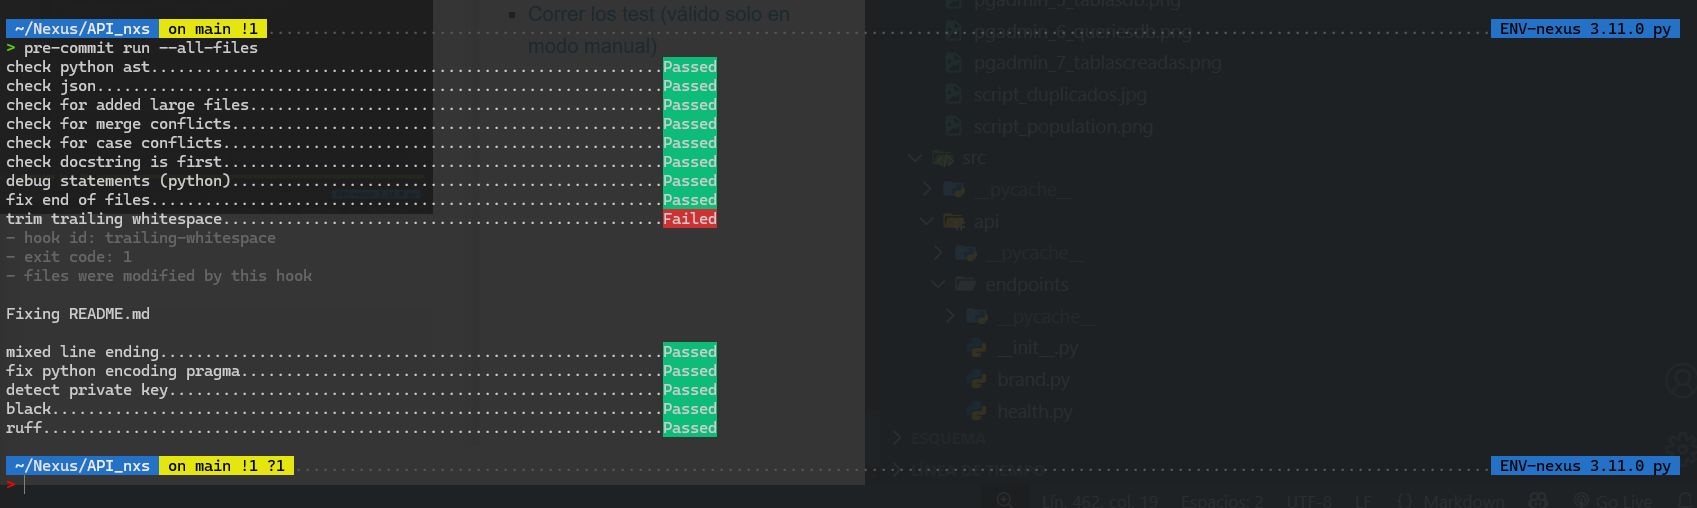 ~/Nexus/API_nxs on main !1 ENV-nexus 3.11.0 py
> pre-commit run --all-files
check python ast.........................................................Passed
check json...............................................................Passed
check for added large files..............................................Passed
check for merge conflicts................................................Passed
check for case conflicts.................................................Passed
check docstring is first.................................................Passed
debug statements (python)................................................Passed
fix end of files.........................................................Passed
trim trailing whitespace.................................................Failed
- hook id: trailing-whitespace
- exit code: 1
- files were modified by this hook
Fixing README.md
mixed line ending........................................................Passed
fix python encoding pragma...............................................Passed
detect private key.......................................................Passed
black....................................................................Passed
ruff.....................................................................Passed
~/Nexus/API_nxs on main !1 ?1 ENV-nexus 3.11.0 py
>
Correr los test (válido solo en
modo manual)
pgadmin_5_tablasdb.png
pgadmin_6_queriesdb.png
pgadmin_7_tablascreadas.png
script_duplicados.jpg
script_population.png
src
__pycache__
api
__pycache__
endpoints
__pycache__
__init__.py
brand.py
health.py
ESQUEMA
Lín. 462, col. 19 Espacios: 2 UTF-8 LF {} Markdown Go Live